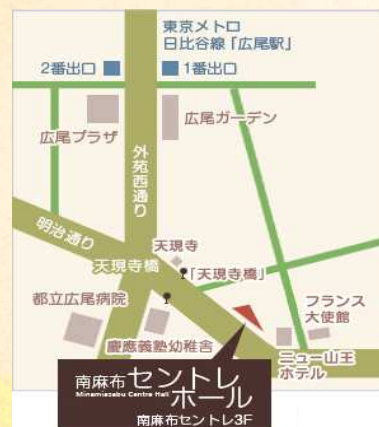 東京メトロ
日比谷線「広尾駅」
2番出口
1番出口
広尾プラザ
広尾ガーデン
外苑西通り
明治通り
天現寺
天現寺橋
「天現寺橋」
都立広尾病院
慶應義塾幼稚舎
フランス
大使館
ニュー山王
ホテル
南麻布セントレ
Minamiazabu Centre Hall
ホール
南麻布セントレ3F